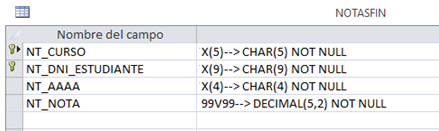 NOTASFIN
Nombre del campo
NT_CURSO X(5)--> CHAR(5) NOT NULL
NT_DNI_ESTUDIANTE X(9)--> CHAR(9) NOT NULL
NT_AAAA X(4)--> CHAR(4) NOT NULL
NT_NOTA 99V99--> DECIMAL(5,2) NOT NULL